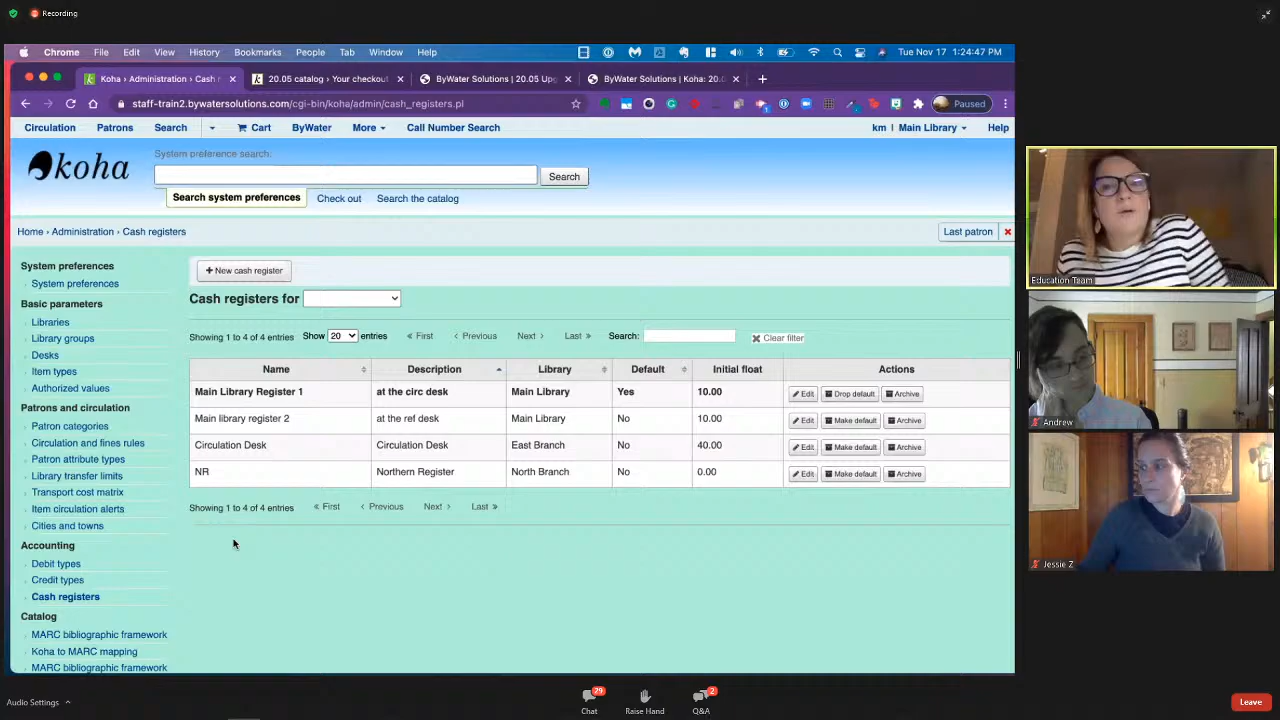 Recording
Chrome File Edit View History Bookmarks People Tab Window Help Tue Nov 17 1:24:47 PM
Koha › Administration › Cash r 20.05 catalog › Your checkout ByWater Solutions | 20.05 Upg ByWater Solutions | Koha: 20.0
staff-train2.bywatersolutions.com/cgi-bin/koha/admin/cash_registers.pl Paused
Circulation Patrons Search Cart ByWater More Call Number Search km | Main Library Help
koha
System preference search:
Search
Search system preferences Check out Search the catalog
Home › Administration › Cash registers Last patron
System preferences
System preferences
Basic parameters
Libraries
Library groups
Desks
Item types
Authorized values
Patrons and circulation
Patron categories
Circulation and fines rules
Patron attribute types
Library transfer limits
Transport cost matrix
Item circulation alerts
Cities and towns
Accounting
Debit types
Credit types
Cash registers
Catalog
MARC bibliographic framework
Koha to MARC mapping
MARC bibliographic framework
+ New cash register
Cash registers for
Showing 1 to 4 of 4 entries Show 20 entries First Previous Next Last Search: Clear filter
Name Description Library Default Initial float Actions
Main Library Register 1 at the circ desk Main Library Yes 10.00 Edit Drop default Archive
Main library register 2 at the ref desk Main Library No 10.00 Edit Make default Archive
Circulation Desk Circulation Desk East Branch No 40.00 Edit Make default Archive
NR Northern Register North Branch No 0.00 Edit Make default Archive
Showing 1 to 4 of 4 entries First Previous Next Last
Education Team
Andrew
Jessie Z
Audio Settings
79
Chat
Raise Hand
2
Q&A
Leave